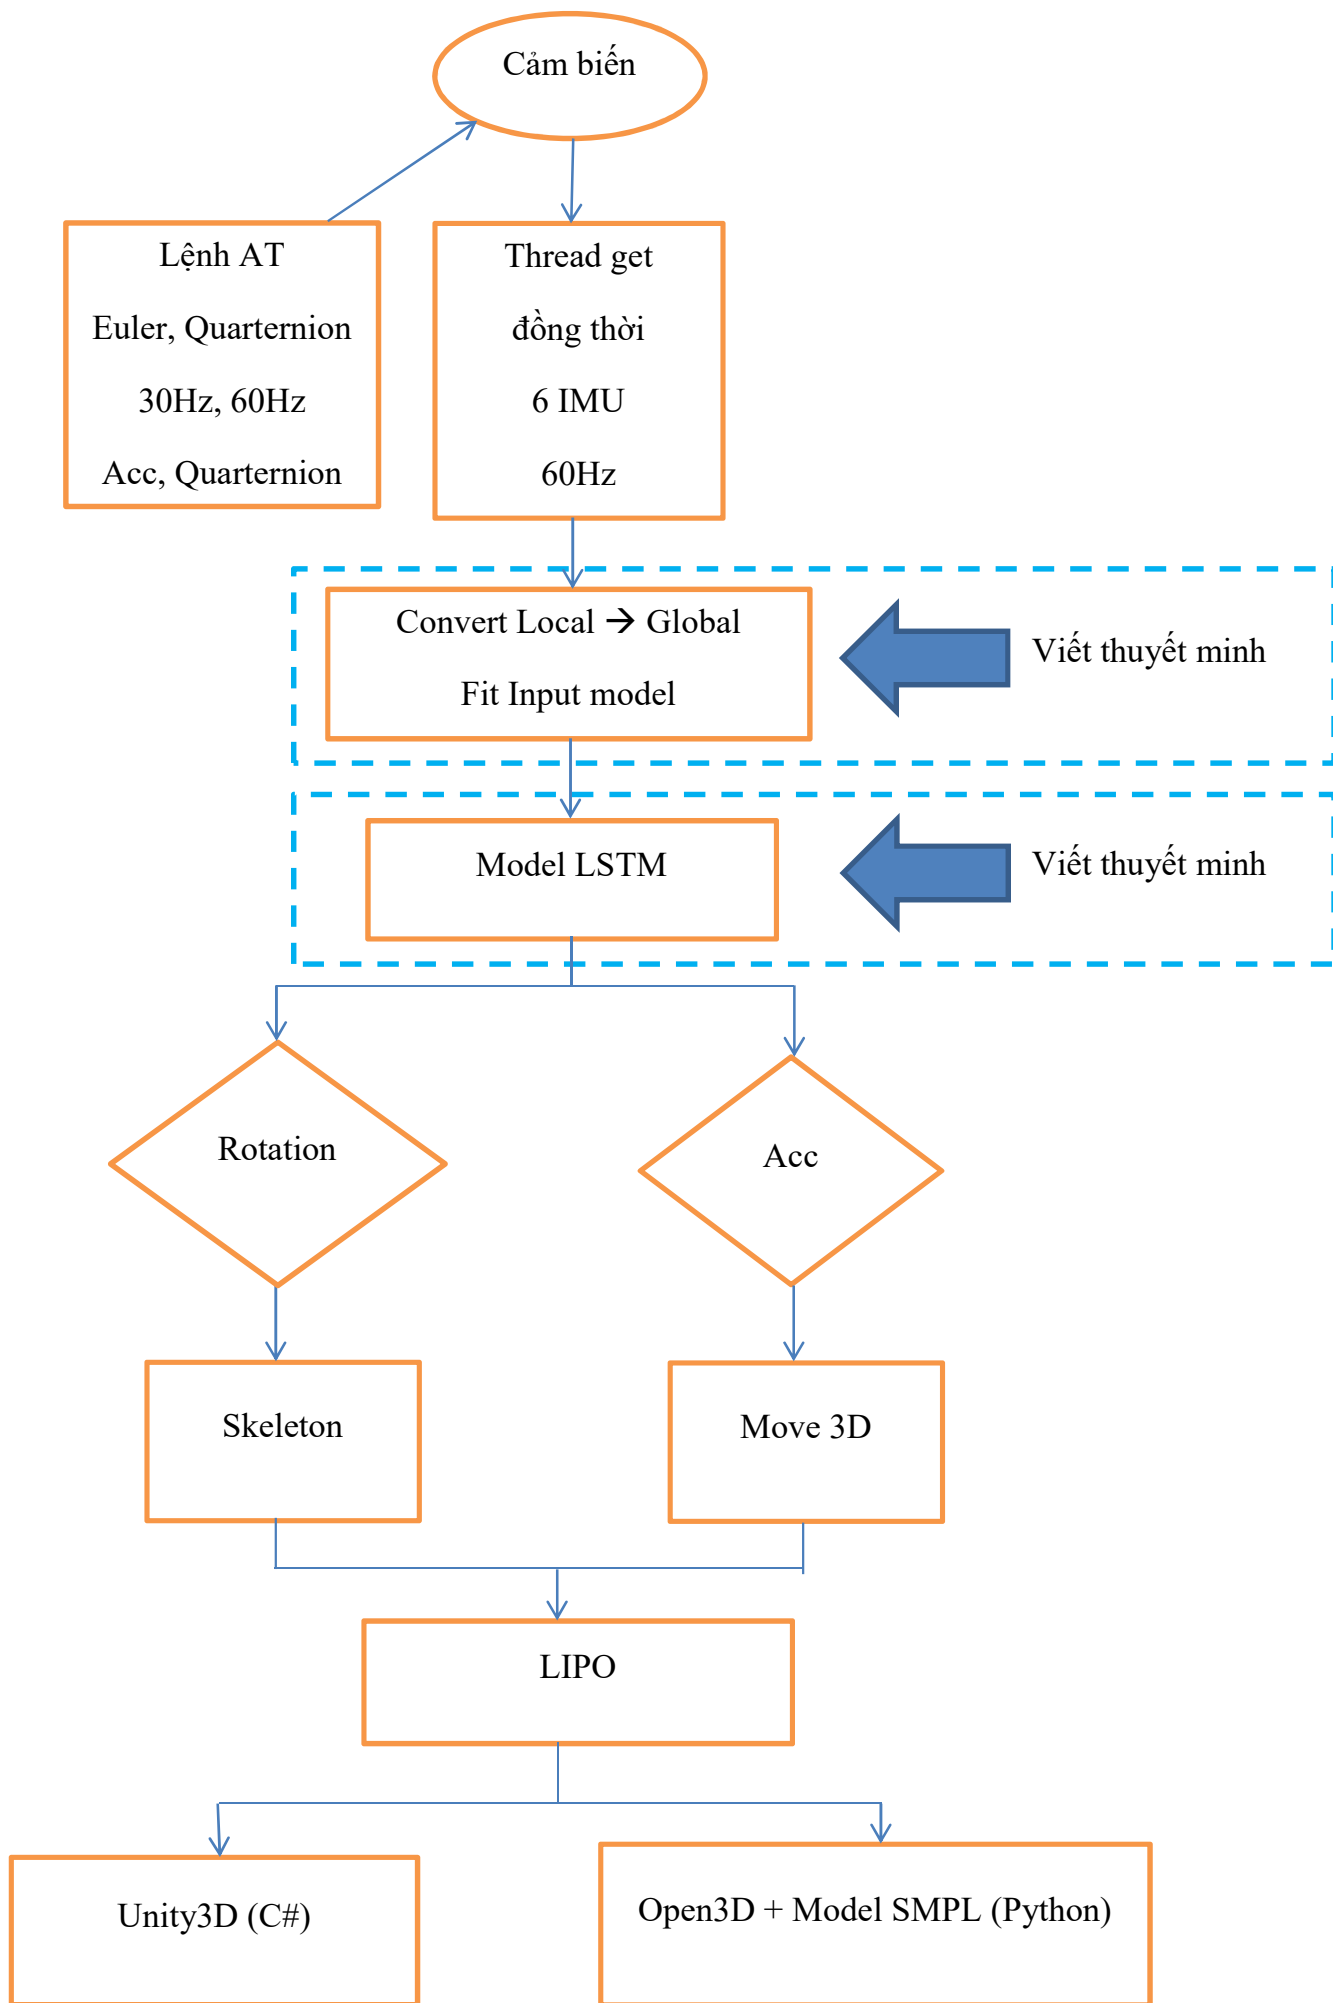 Cảm biến
Lệnh AT
Euler, Quarternion
30Hz, 60Hz
Acc, Quarternion
Thread get
đồng thời
6 IMU
60Hz
Convert Local → Global
Fit Input model
Viết thuyết minh
Model LSTM
Viết thuyết minh
Rotation
Acc
Skeleton
Move 3D
LIPO
Unity3D (C#)
Open3D + Model SMPL (Python)